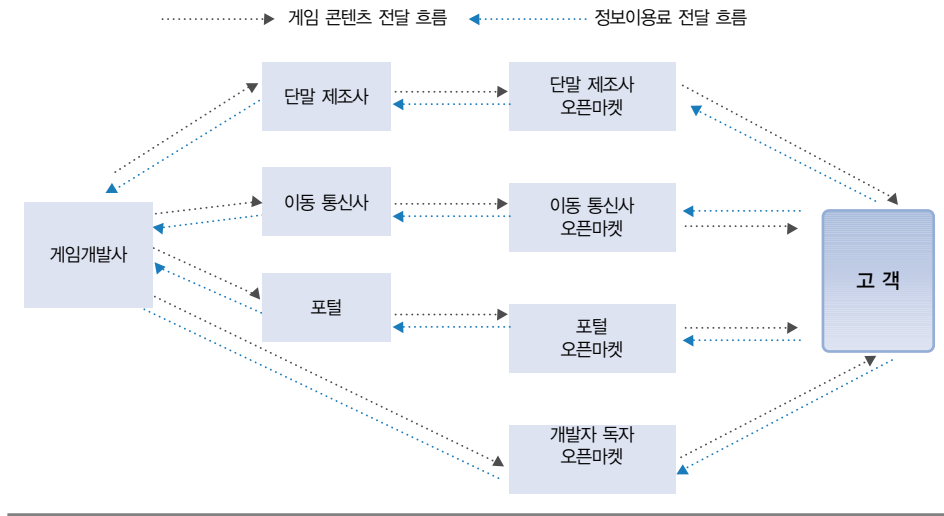 게임 콘텐츠 전달 흐름
정보이용료 전달 흐름
단말 제조사
단말 제조사
오픈마켓
이동 통신사
이동 통신사
오픈마켓
게임개발사
고 객
포털
포털
오픈마켓
개발자 독자
오픈마켓